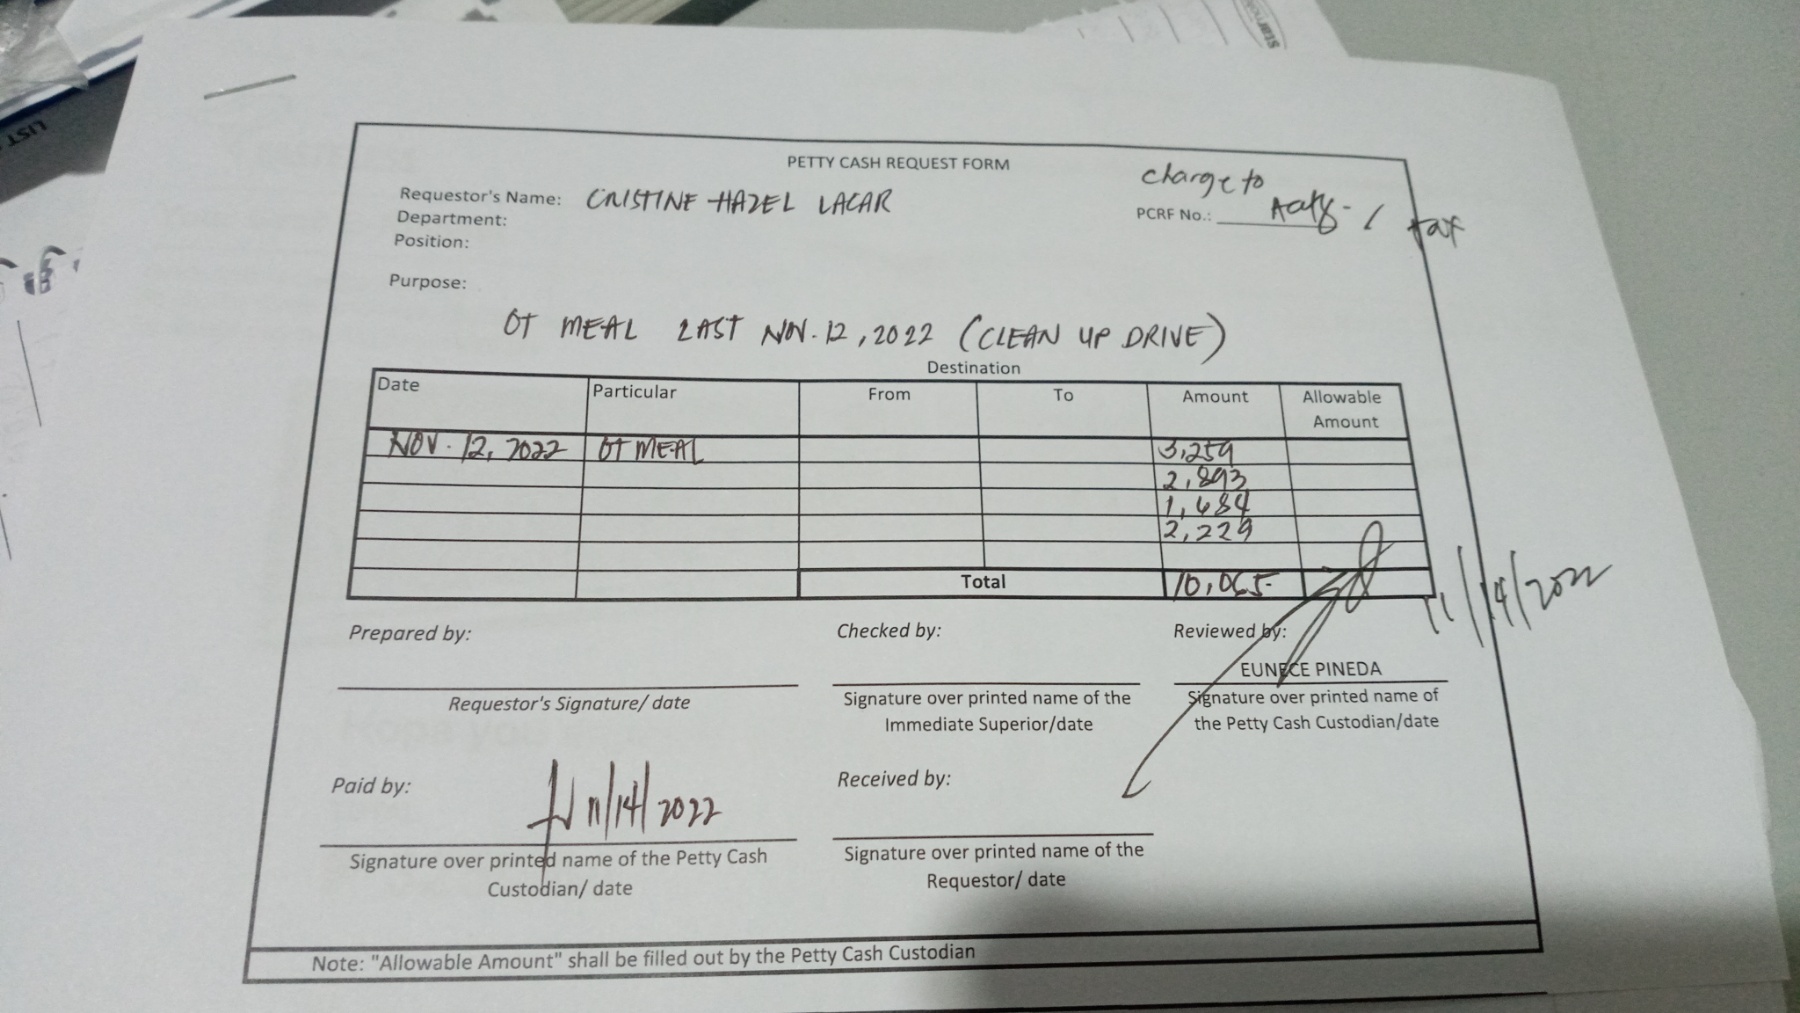 Star
LIST
PETTY CASH REQUEST FORM
charge to
Requestor's Name: CRISTINE HAZEL LACAR
PCRF No.: Acctg - / tax
Department:
Position:
Purpose:
OT MEAL LAST NOV. 12, 2022 (CLEAN UP DRIVE)
Destination
Date Particular From To Amount Allowable Amount
NOV. 12, 2022 OT MEAL 3,259
2,893
1,684
2,229
Total 10,065-
11/14/2022
Prepared by: Checked by: Reviewed by:
EUNECE PINEDA
Requestor's Signature/ date
Signature over printed name of the Immediate Superior/date
Signature over printed name of the Petty Cash Custodian/date
Paid by: Received by:
11/14/2022
Signature over printed name of the Petty Cash Custodian/ date
Signature over printed name of the Requestor/ date
Note: "Allowable Amount" shall be filled out by the Petty Cash Custodian